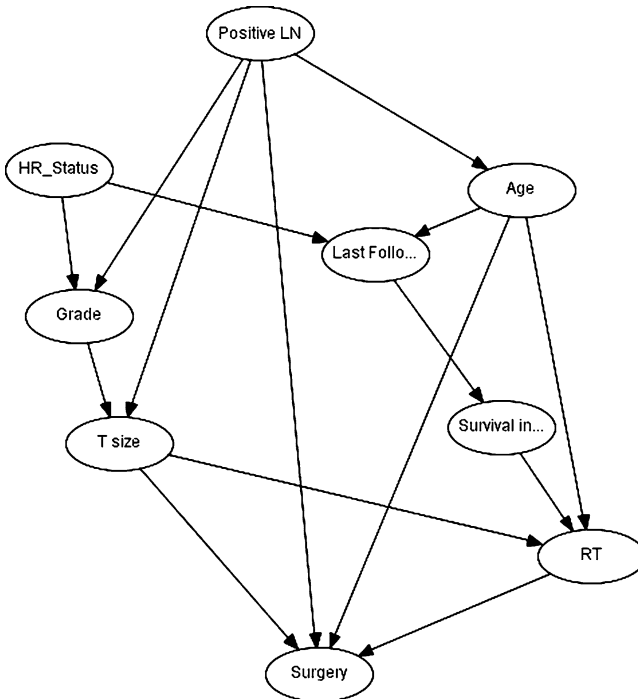 Positive LN
HR_Status
Age
Last Follo...
Grade
Survival in...
T size
RT
Surgery